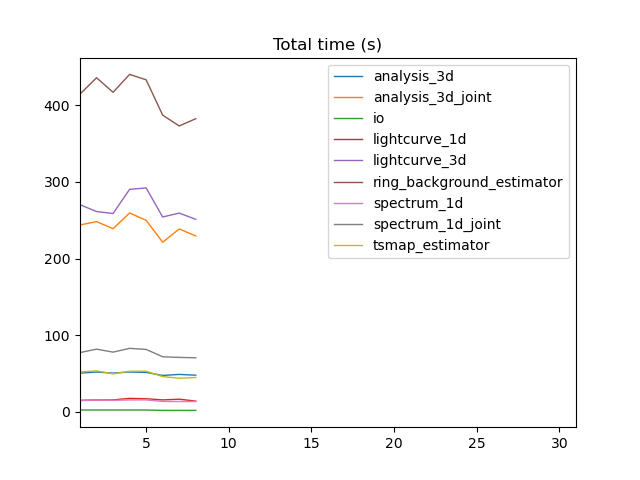 Total time (s)
400
300
200
100
0
5
10
15
20
25
30
analysis_3d
analysis_3d_joint
io
lightcurve_1d
lightcurve_3d
ring_background_estimator
spectrum_1d
spectrum_1d_joint
tsmap_estimator